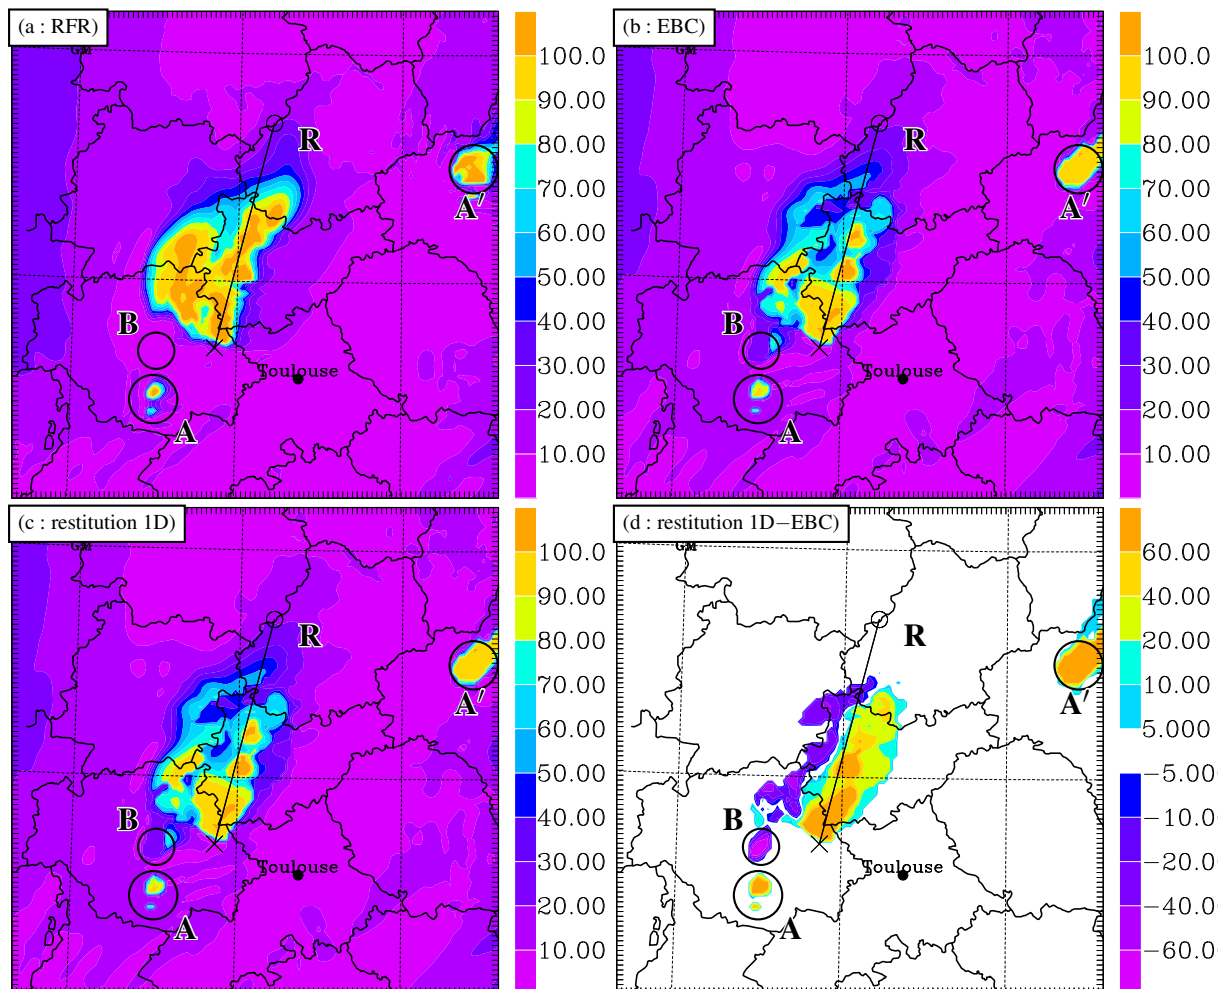 (a : RFR)
GM
R
A′
B
A
Toulouse
100.0
90.00
80.00
70.00
60.00
50.00
40.00
30.00
20.00
10.00
(b : EBC)
GM
R
A′
B
A
Toulouse
100.0
90.00
80.00
70.00
60.00
50.00
40.00
30.00
20.00
10.00
(c : restitution 1D)
R
A′
B
A
Toulouse
100.0
90.00
80.00
70.00
60.00
50.00
40.00
30.00
20.00
10.00
(d : restitution 1D−EBC)
GM
R
A′
B
A
Toulouse
60.00
40.00
20.00
10.00
5.000
−5.00
−10.0
−20.0
−40.0
−60.0